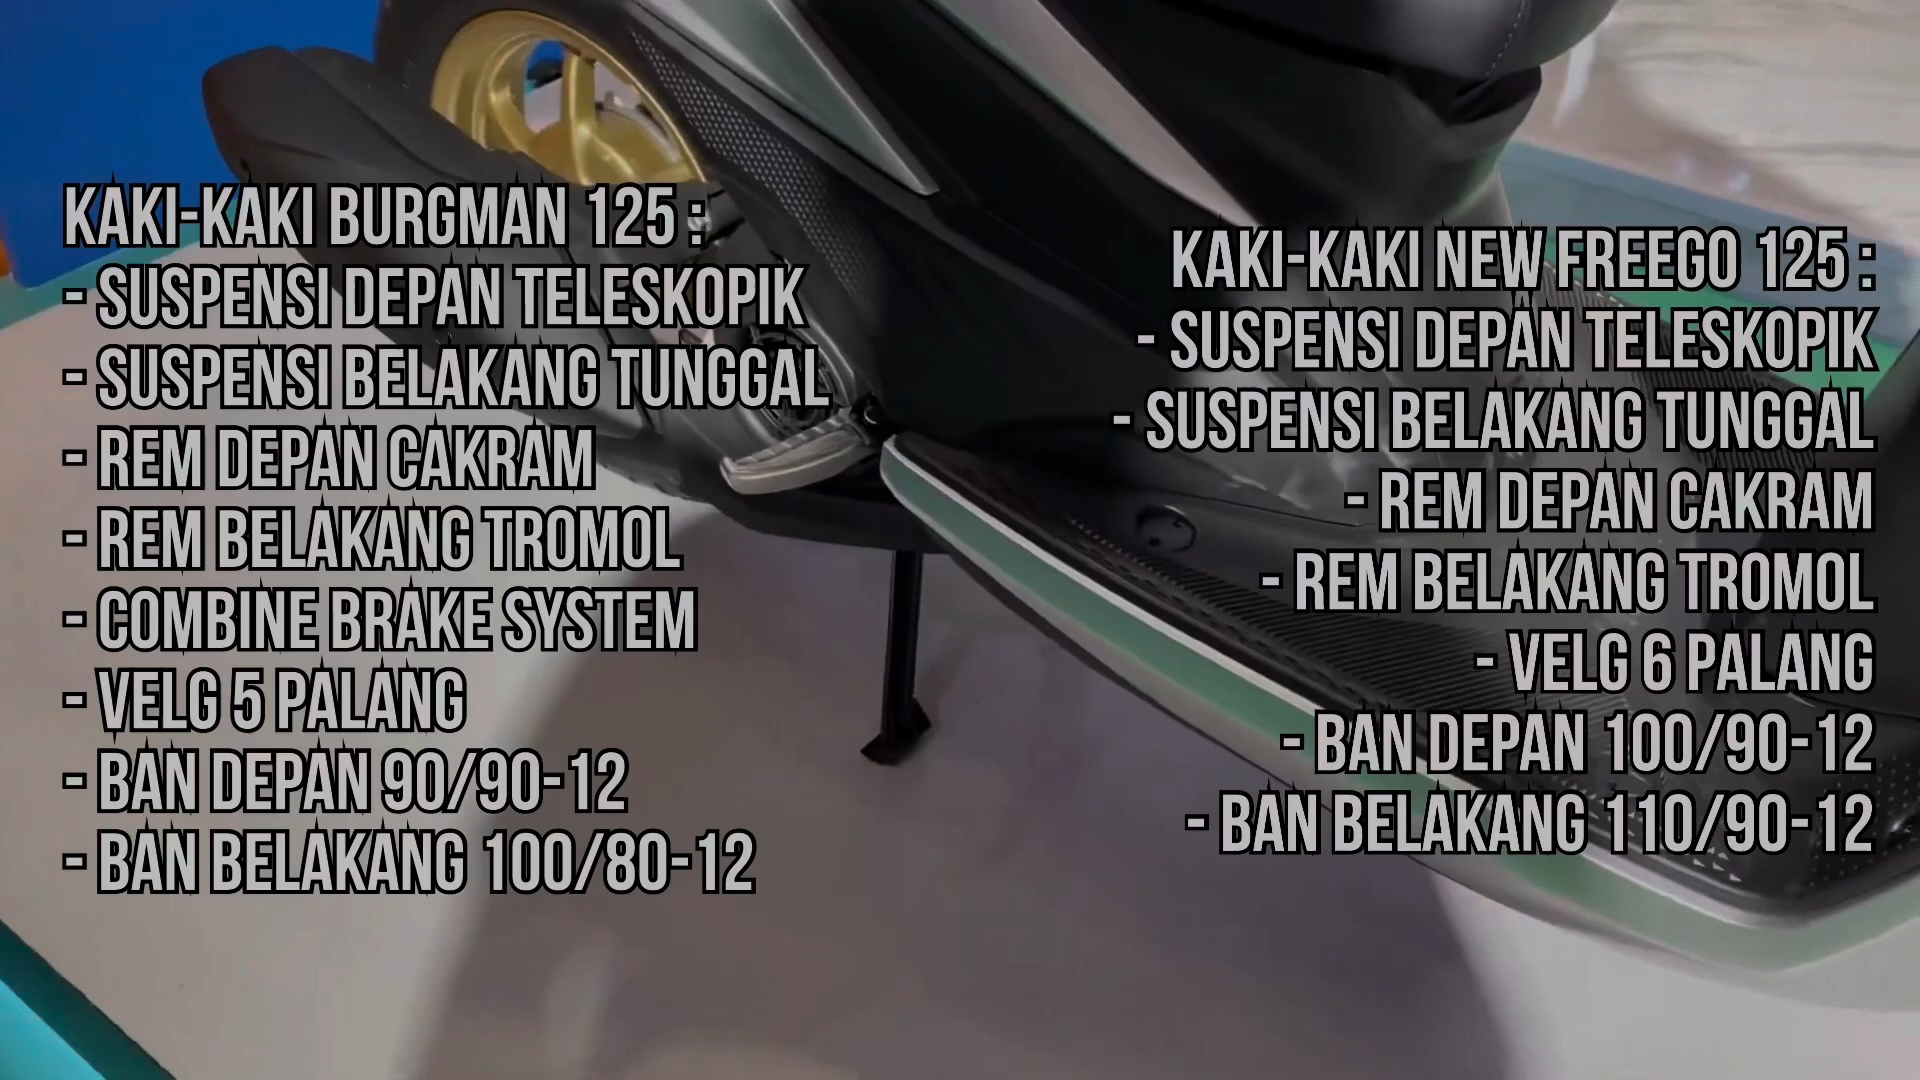 KAKI-KAKI BURGMAN 125 :
- SUSPENSI DEPAN TELESKOPIK
- SUSPENSI BELAKANG TUNGGAL
- REM DEPAN CAKRAM
- REM BELAKANG TROMOL
- COMBINE BRAKE SYSTEM
- VELG 5 PALANG
- BAN DEPAN 90/90-12
- BAN BELAKANG 100/80-12
KAKI-KAKI NEW FREEGO 125 :
- SUSPENSI DEPAN TELESKOPIK
- SUSPENSI BELAKANG TUNGGAL
- REM DEPAN CAKRAM
- REM BELAKANG TROMOL
- VELG 6 PALANG
- BAN DEPAN 100/90-12
- BAN BELAKANG 110/90-12